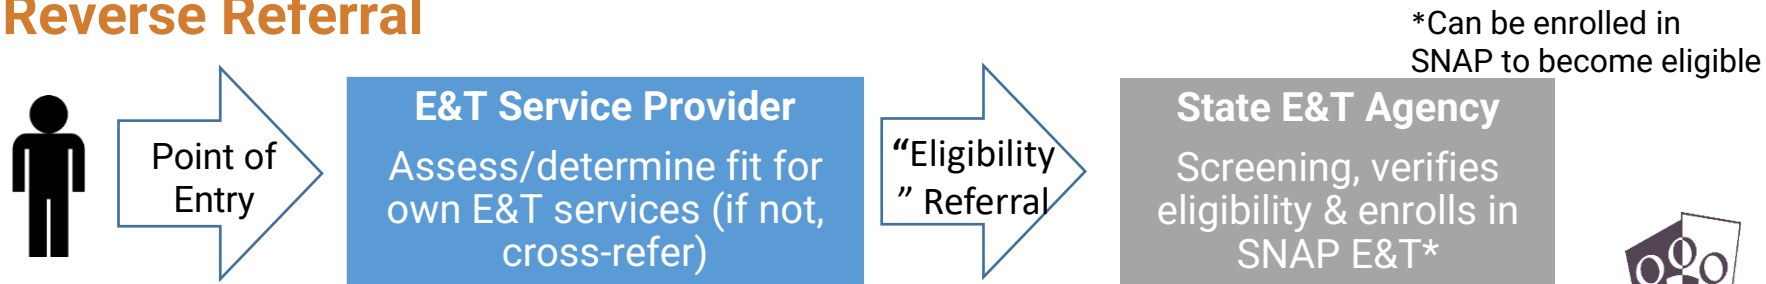 Reverse Referral
*Can be enrolled in
SNAP to become eligible
Point of
Entry
E&T Service Provider
Assess/determine fit for
own E&T services (if not,
cross-refer)
“Eligibility
” Referral
State E&T Agency
Screening, verifies
eligibility & enrolls in
SNAP E&T*